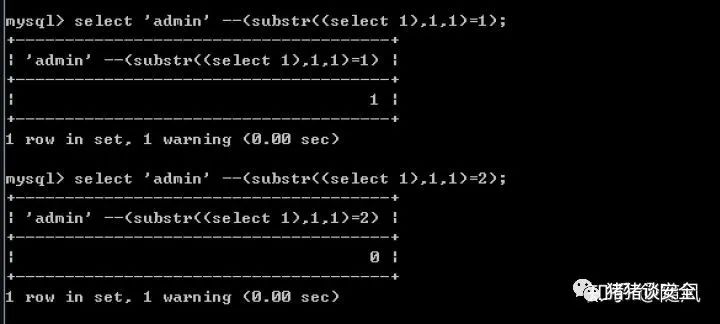 mysql> select 'admin' --(substr((select 1),1,1)=1);
+---------------------------------------+
| 'admin' --(substr((select 1),1,1)=1) |
+---------------------------------------+
| 1 |
+---------------------------------------+
1 row in set, 1 warning (0.00 sec)
mysql> select 'admin' --(substr((select 1),1,1)=2);
+---------------------------------------+
| 'admin' --(substr((select 1),1,1)=2) |
+---------------------------------------+
| 0 |
+---------------------------------------+
1 row in set, 1 warning (0.00 sec)
猪猪谈安全